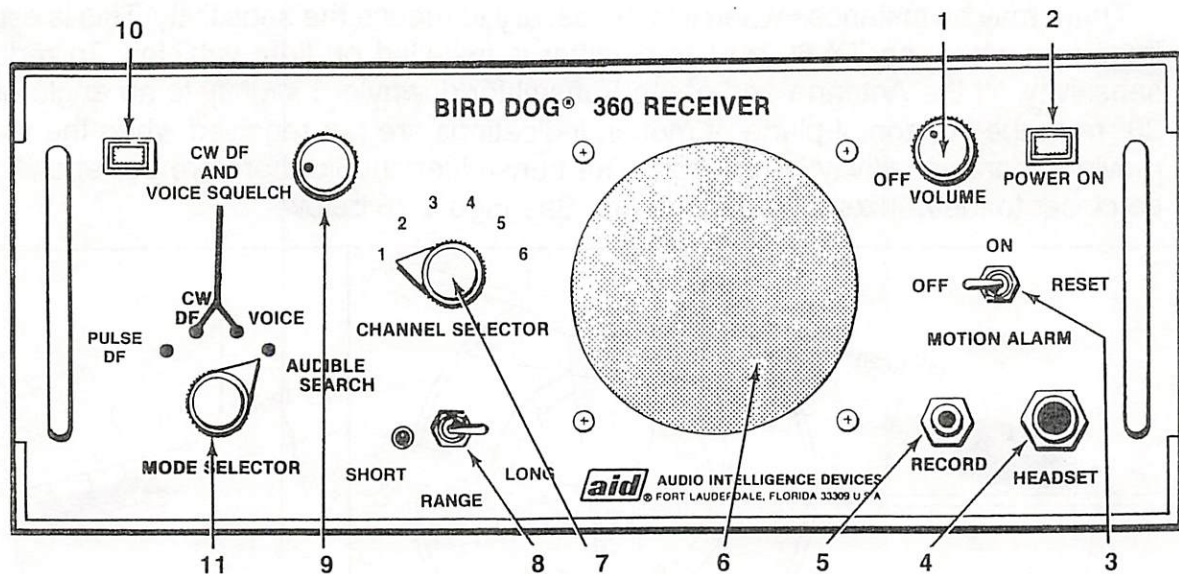 10
1
2
BIRD DOG® 360 RECEIVER
CW DF
AND
VOICE SQUELCH
OFF
VOLUME
POWER ON
1
2
3
4
5
6
CHANNEL SELECTOR
ON
OFF
RESET
MOTION ALARM
PULSE
DF
CW
DF
VOICE
AUDIBLE
SEARCH
MODE SELECTOR
SHORT
LONG
RANGE
aid
AUDIO INTELLIGENCE DEVICES
® FORT LAUDERDALE, FLORIDA 33309 U S A
RECORD
HEADSET
11
9
8
7
6
5
4
3